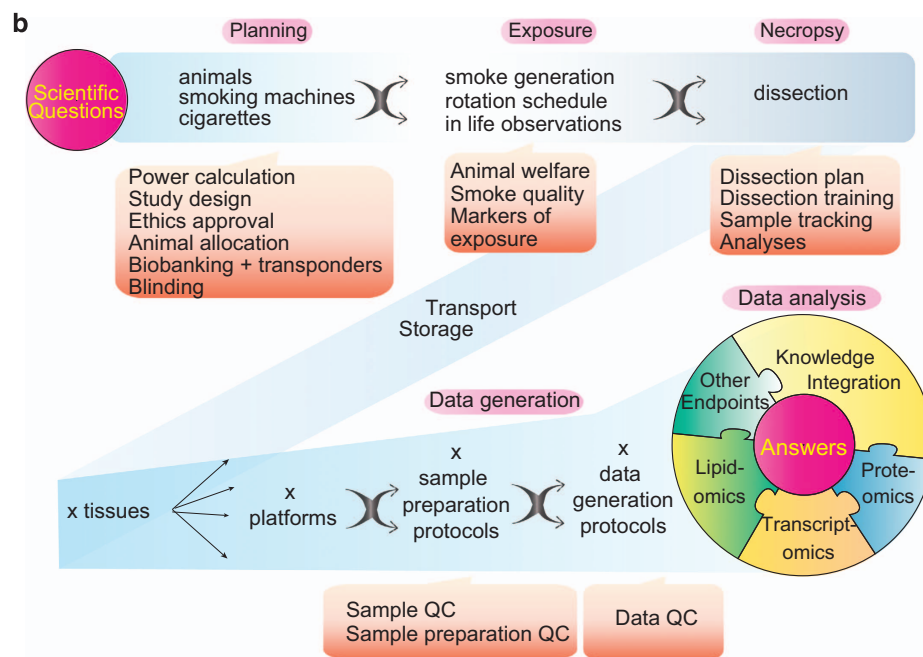 b
Planning
Exposure
Necropsy
Scientific
Questions
animals
smoking machines
cigarettes
smoke generation
rotation schedule
in life observations
dissection
Power calculation
Study design
Ethics approval
Animal allocation
Biobanking + transponders
Blinding
Animal welfare
Smoke quality
Markers of
exposure
Dissection plan
Dissection training
Sample tracking
Analyses
Transport
Storage
Data analysis
Knowledge
Integration
Other
Endpoints
Answers
Lipid-
omics
Prote-
omics
Transcript-
omics
Data generation
x tissues
x
platforms
x
sample
preparation
protocols
x
data
generation
protocols
Sample QC
Sample preparation QC
Data QC